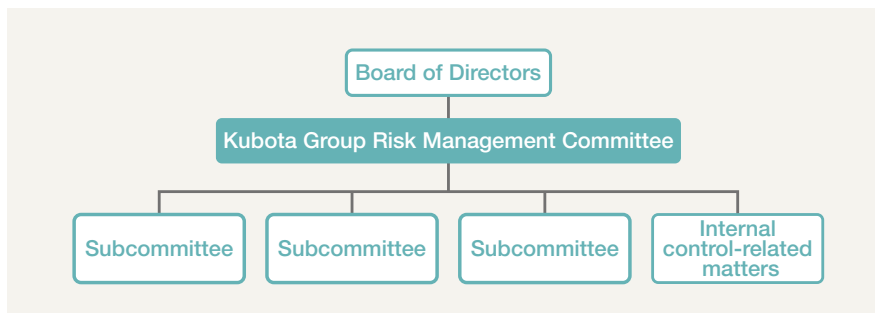 Board of Directors
Kubota Group Risk Management Committee
Subcommittee
Subcommittee
Subcommittee
Internal
control-related
matters